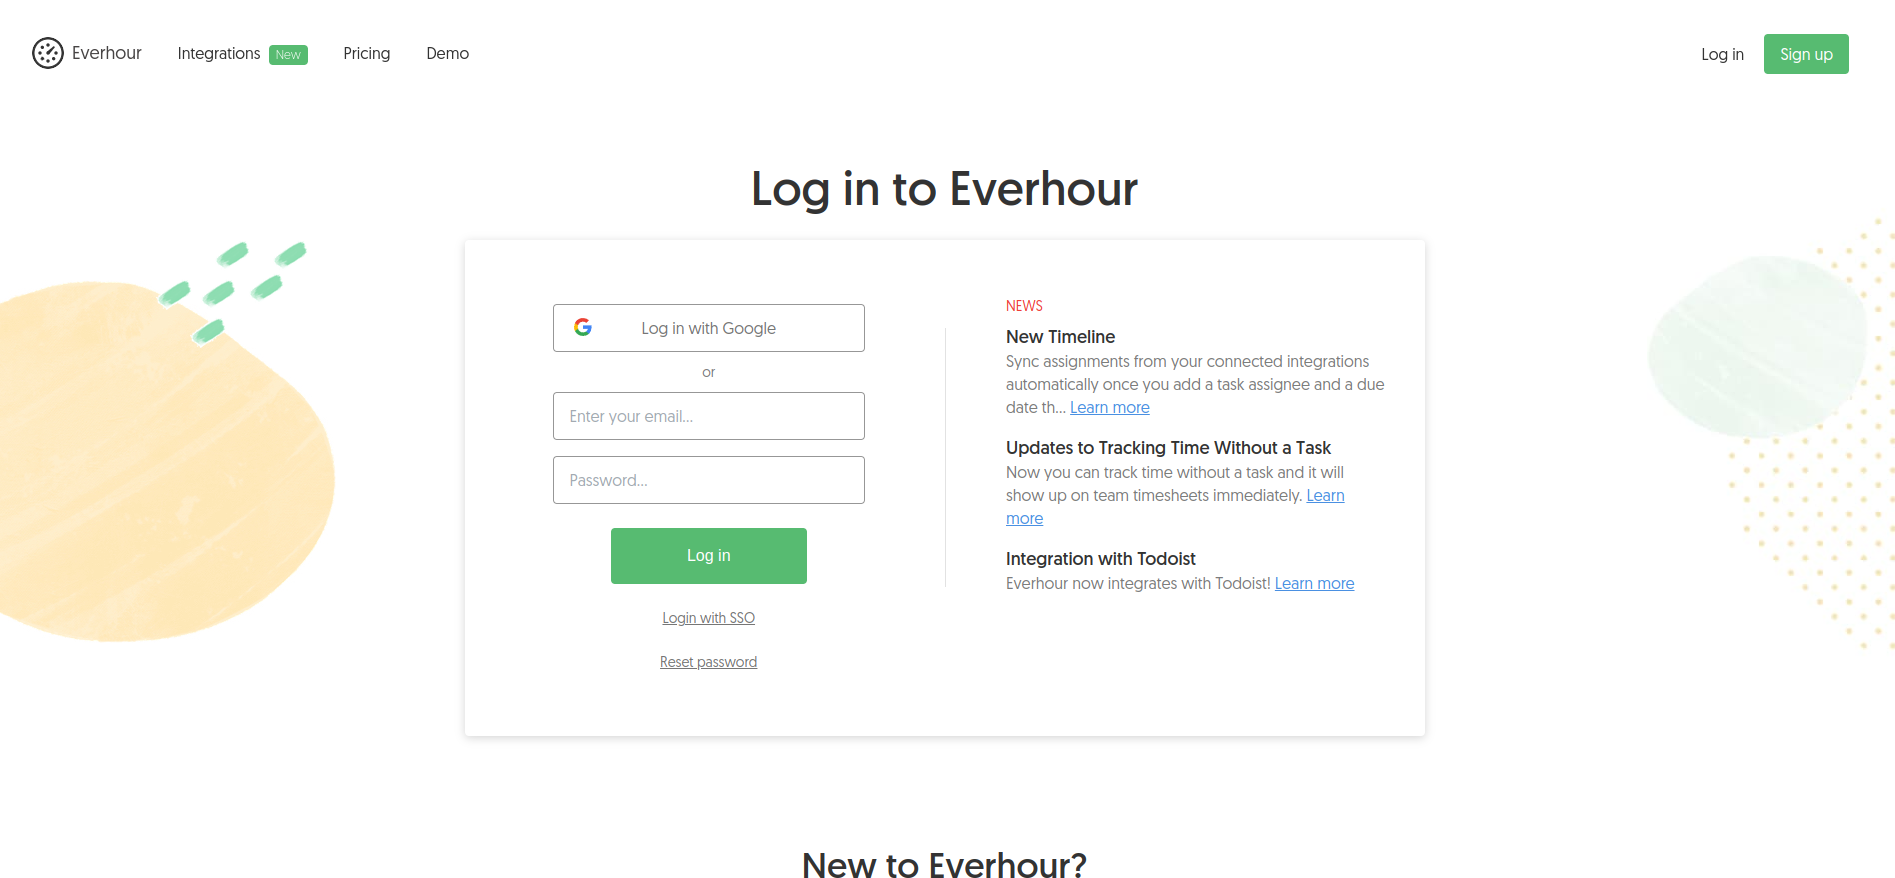 Everhour Integrations New Pricing Demo Log in Sign up
Log in to Everhour
Log in with Google
or
Enter your email...
Password...
Log in
Login with SSO
Reset password
NEWS
New Timeline
Sync assignments from your connected integrations
automatically once you add a task assignee and a due
date th... Learn more
Updates to Tracking Time Without a Task
Now you can track time without a task and it will
show up on team timesheets immediately. Learn
more
Integration with Todoist
Everhour now integrates with Todoist! Learn more
New to Everhour?